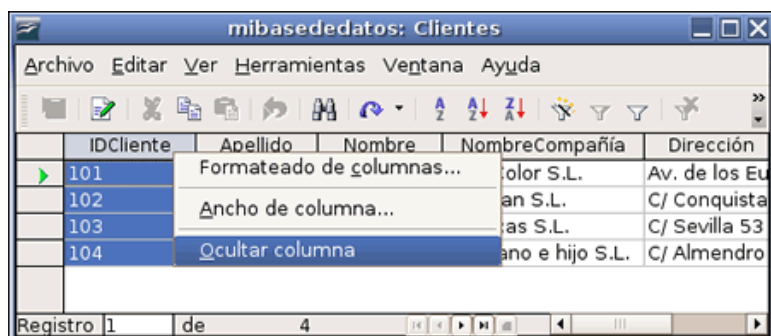 mibasededatos: Clientes
Archivo Editar Ver Herramientas Ventana Ayuda
IDCliente Apellido Nombre NombreCompañía Dirección
101 Formateado de columnas... Color S.L. Av. de los Eu
102 Ancho de columna... an S.L. C/ Conquista
103 as S.L. C/ Sevilla 53
104 Ocultar columna ano e hijo S.L. C/ Almendro
Registro 1 de 4